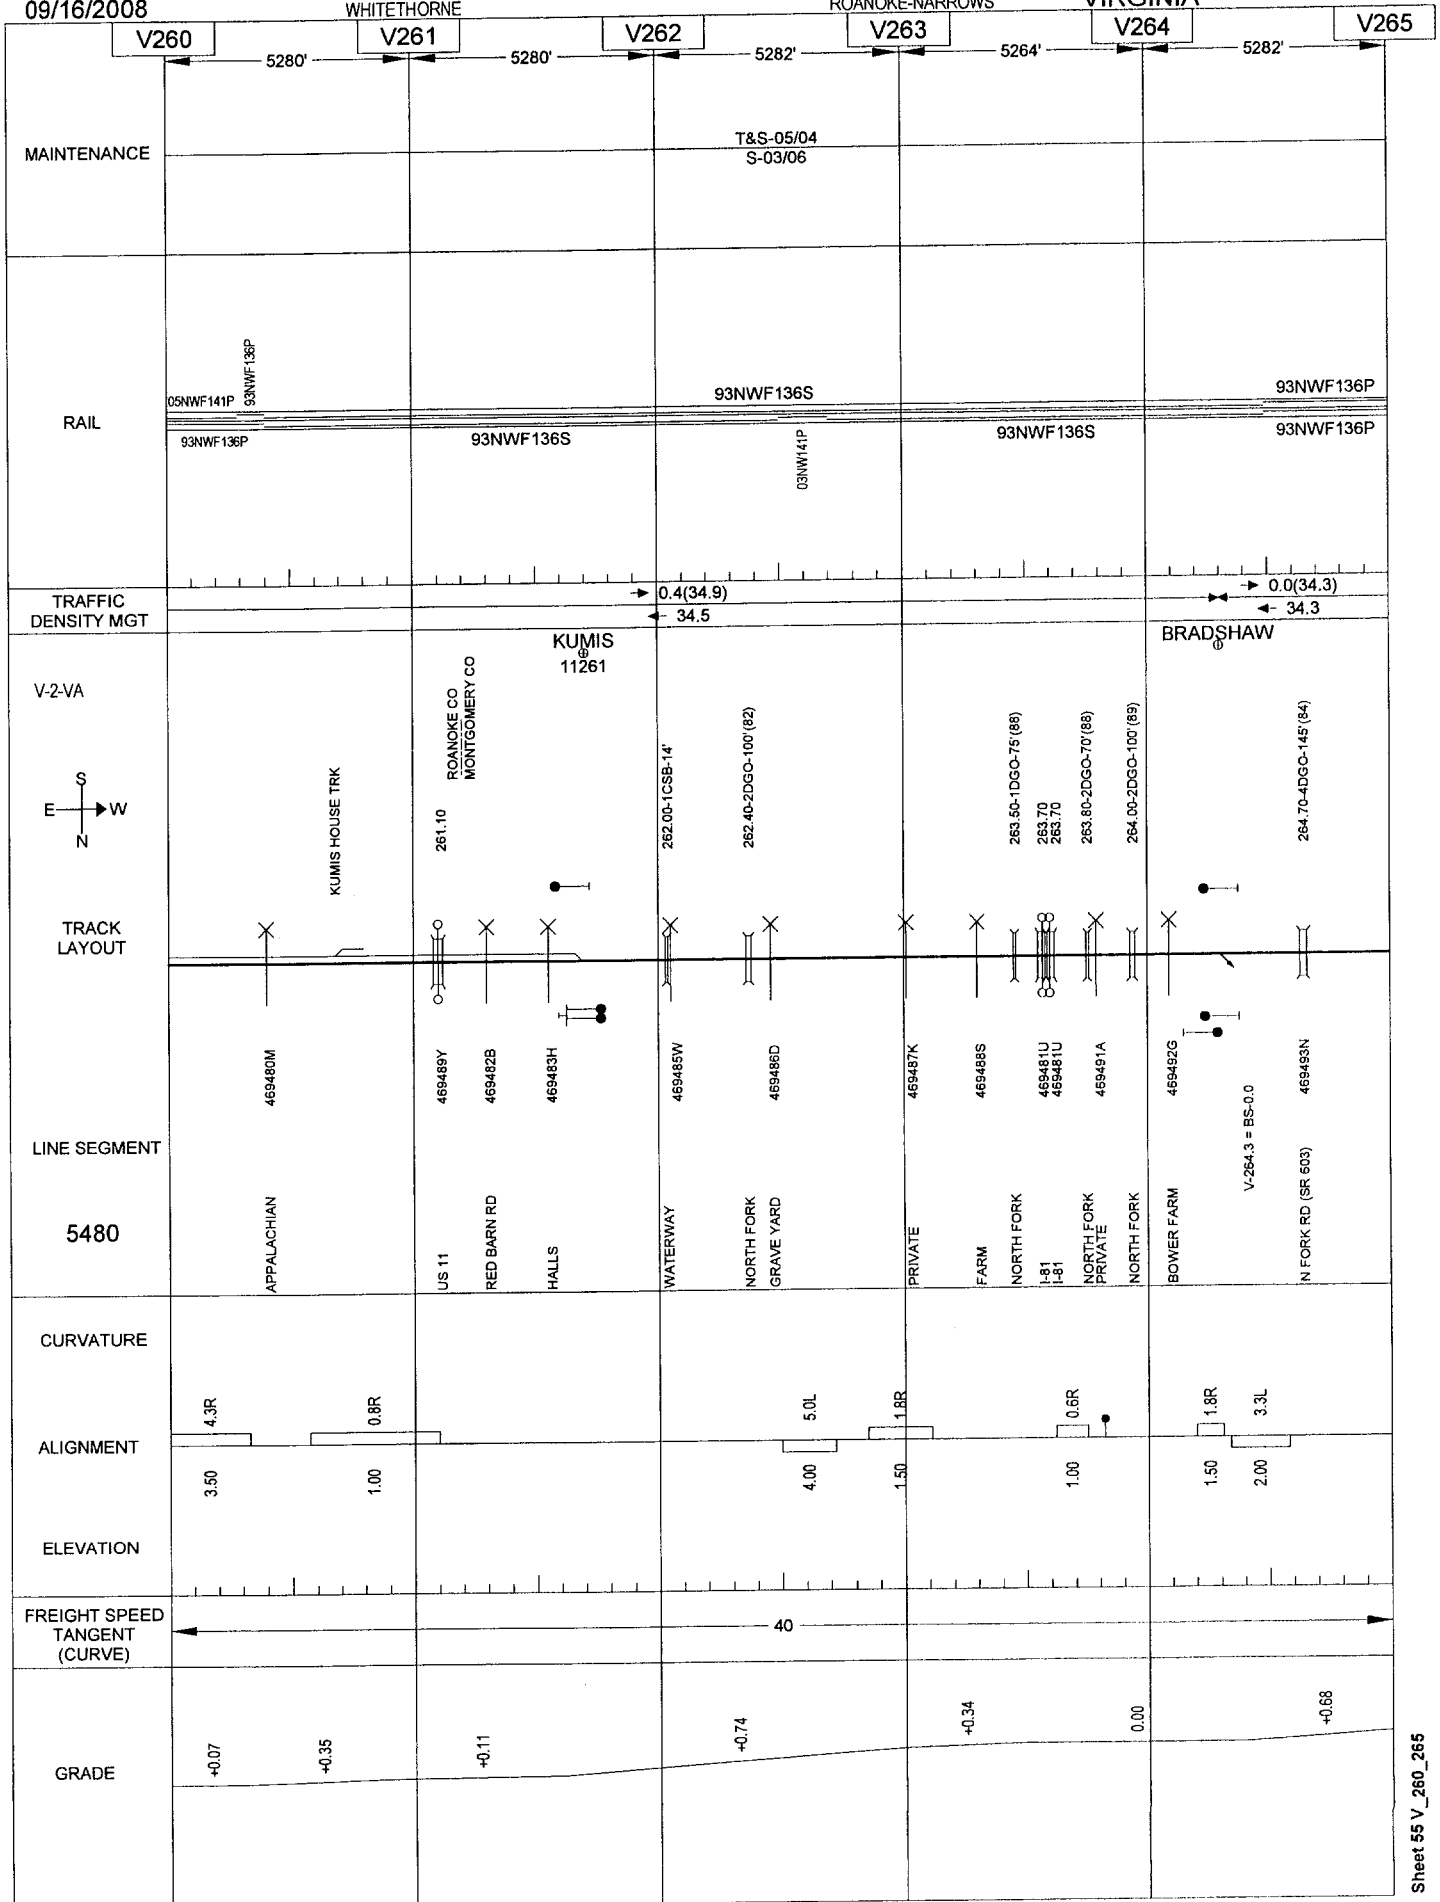 09/16/2008
WHITETHORNE
ROANOKE-NARROWS
VIRGINIA
V260
V261
V262
V263
V264
V265
5280'
5280'
5282'
5264'
5282'
MAINTENANCE
T&S-05/04
S-03/06
RAIL
05NWF141P
93NWF136P
93NWF136S
93NWF136P
93NWF136P
93NWF136S
03NW141P
93NWF136S
93NWF136P
TRAFFIC
DENSITY MGT
0.4(34.9)
34.5
0.0(34.3)
34.3
V-2-VA
S
E
W
N
KUMIS
11261
BRADSHAW
ROANOKE CO
MONTGOMERY CO
KUMIS HOUSE TRK
261.10
262.00-1CSB-14'
262.40-2DGO-100'(82)
263.50-1DGO-75'(88)
263.70
263.70
263.80-2DGO-70'(88)
264.00-2DGO-100'(89)
264.70-4DGO-145'(84)
TRACK
LAYOUT
469480M
469489Y
469482B
469483H
469485W
469486D
469487K
469488S
469481U
469481U
469491A
469492G
469493N
V-264.3 = BS-0.0
LINE SEGMENT
5480
APPALACHIAN
US 11
RED BARN RD
HALLS
WATERWAY
NORTH FORK
GRAVE YARD
PRIVATE
FARM
NORTH FORK
I-81
I-81
NORTH FORK
PRIVATE
NORTH FORK
BOWER FARM
N FORK RD (SR 603)
CURVATURE
4.3R
0.8R
5.0L
1.8R
0.6R
1.8R
3.3L
ALIGNMENT
3.50
1.00
4.00
1.50
1.00
1.50
2.00
ELEVATION
FREIGHT SPEED
TANGENT
(CURVE)
40
GRADE
+0.07
+0.35
+0.11
+0.74
+0.34
0.00
+0.68
Sheet 55 V_260_265